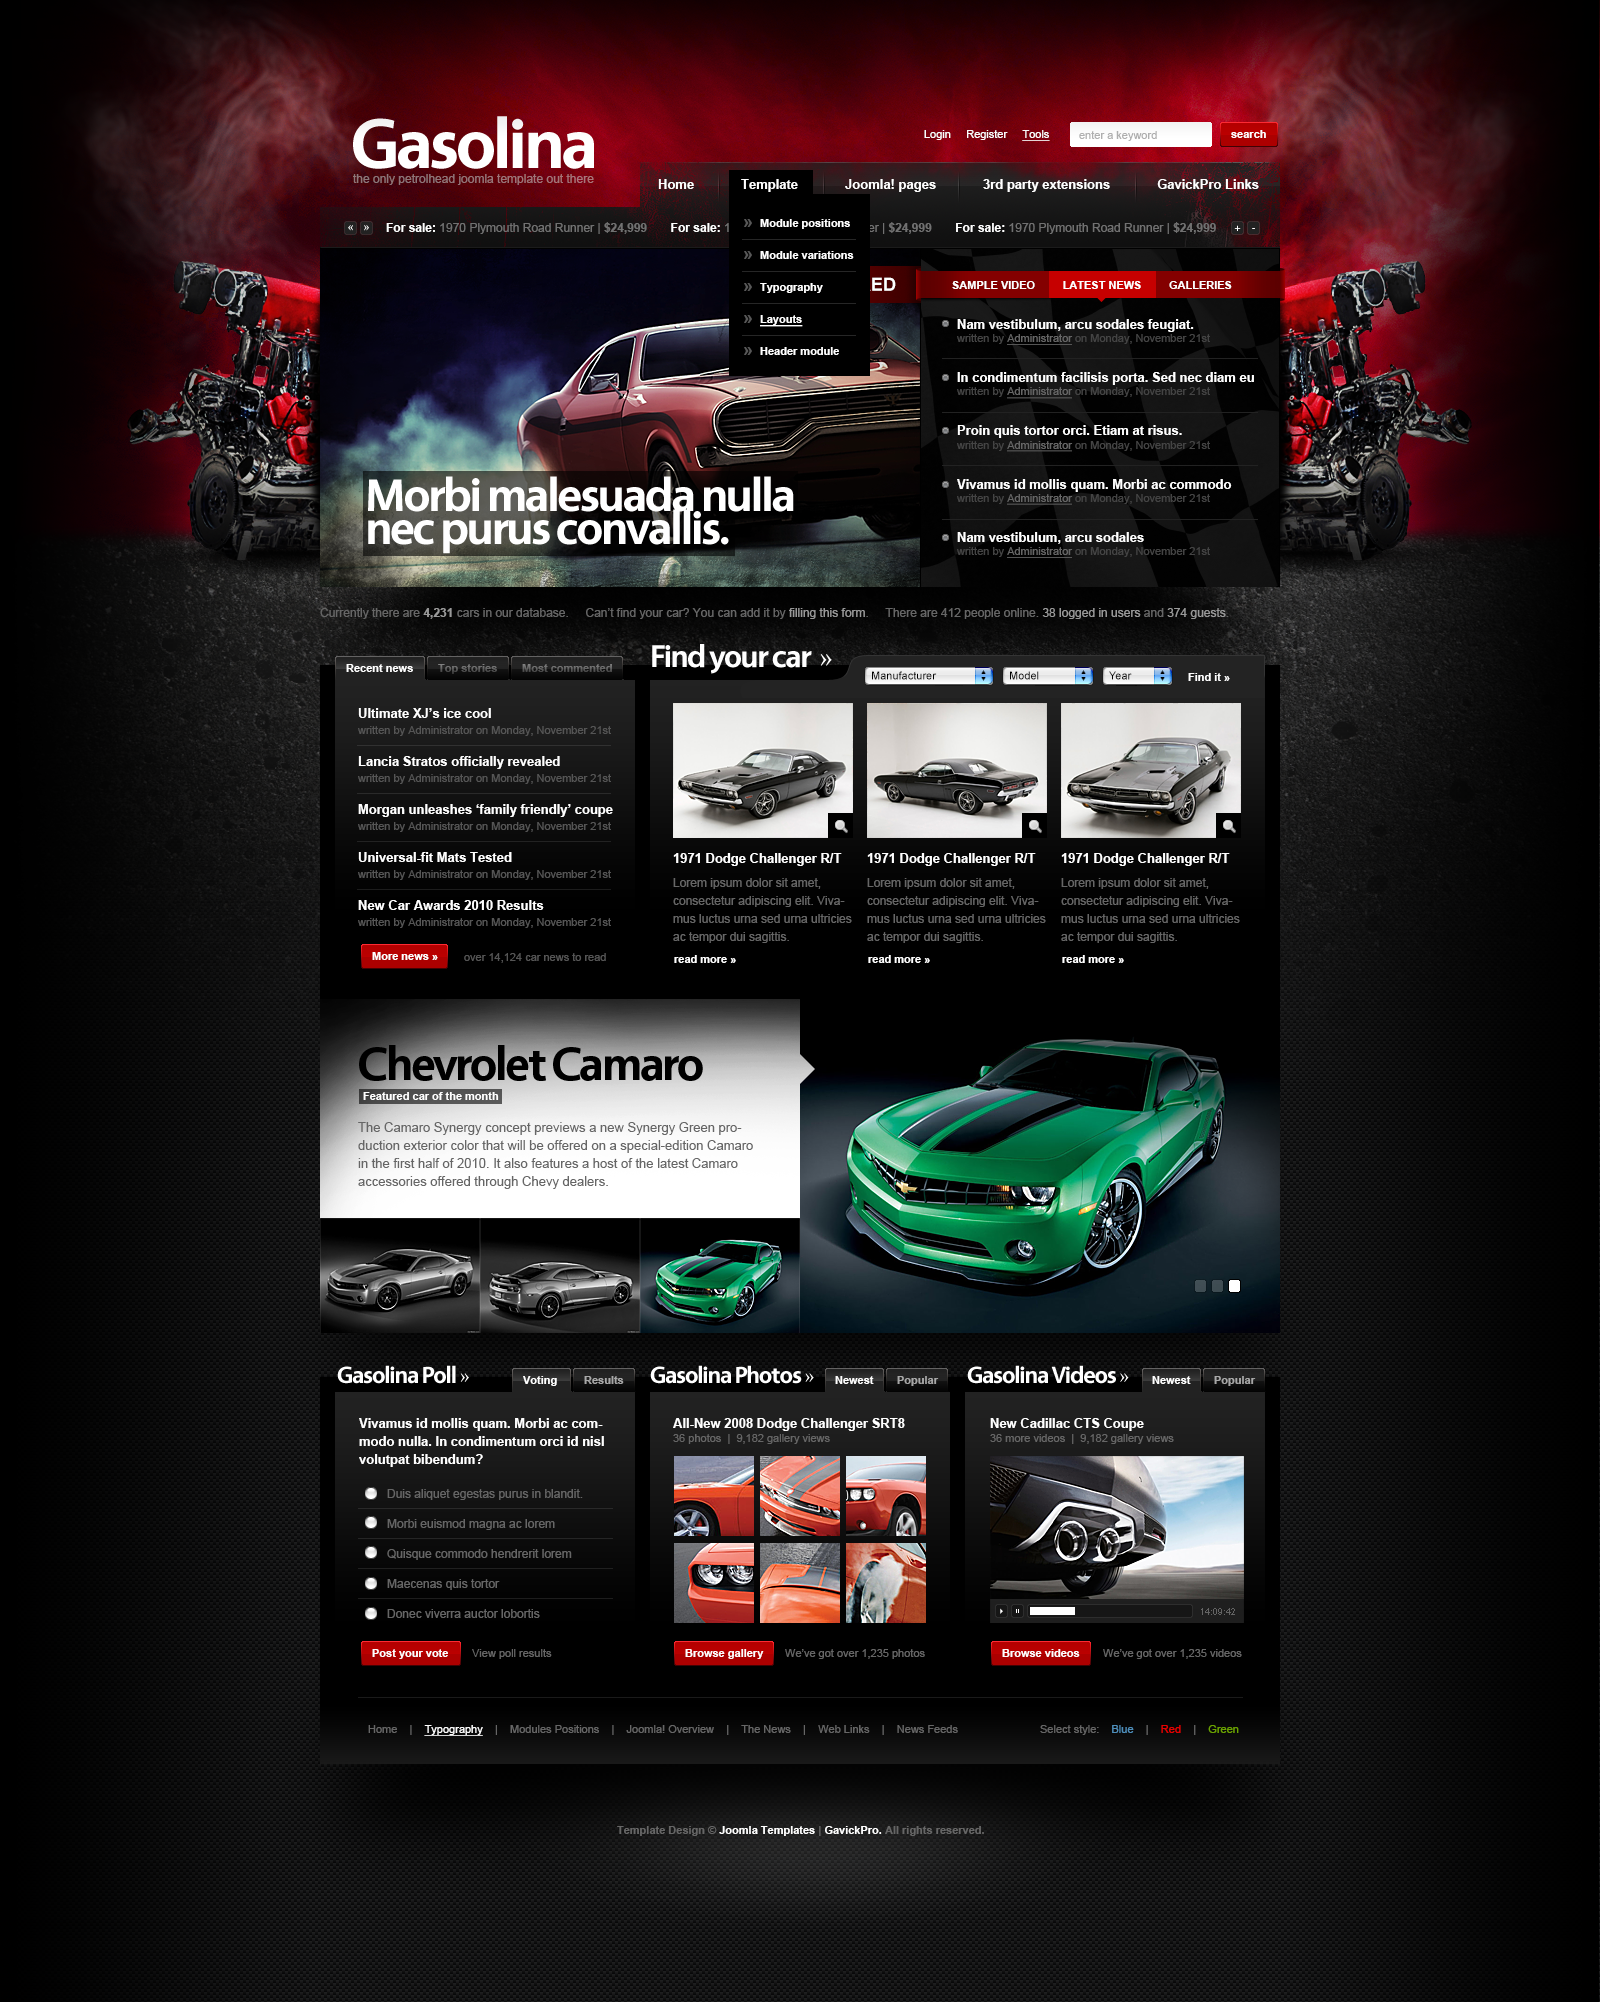 Gasolina
the only petrolhead joomla template out there
Login Register Tools
enter a keyword
search
Home Template Joomla! pages 3rd party extensions GavickPro Links
« » For sale: 1970 Plymouth Road Runner | $24,999 For sale: 1 er | $24,999 For sale: 1970 Plymouth Road Runner | $24,999 + -
» Module positions
» Module variations
» Typography
» Layouts
» Header module
ED
SAMPLE VIDEO LATEST NEWS GALLERIES
Nam vestibulum, arcu sodales feugiat.
written by Administrator on Monday, November 21st
In condimentum facilisis porta. Sed nec diam eu
written by Administrator on Monday, November 21st
Proin quis tortor orci. Etiam at risus.
written by Administrator on Monday, November 21st
Vivamus id mollis quam. Morbi ac commodo
written by Administrator on Monday, November 21st
Nam vestibulum, arcu sodales
written by Administrator on Monday, November 21st
Morbi malesuada nulla
nec purus convallis.
Currently there are 4,231 cars in our database. Can't find your car? You can add it by filling this form. There are 412 people online. 38 logged in users and 374 guests.
Recent news Top stories Most commented
Ultimate XJ's ice cool
written by Administrator on Monday, November 21st
Lancia Stratos officially revealed
written by Administrator on Monday, November 21st
Morgan unleashes ‘family friendly’ coupe
written by Administrator on Monday, November 21st
Universal-fit Mats Tested
written by Administrator on Monday, November 21st
New Car Awards 2010 Results
written by Administrator on Monday, November 21st
More news » over 14,124 car news to read
Find your car »
Manufacturer Model Year Find it »
1971 Dodge Challenger R/T
Lorem ipsum dolor sit amet,
consectetur adipiscing elit. Viva-
mus luctus urna sed urna ultricies
ac tempor dui sagittis.
read more »
1971 Dodge Challenger R/T
Lorem ipsum dolor sit amet,
consectetur adipiscing elit. Viva-
mus luctus urna sed urna ultricies
ac tempor dui sagittis.
read more »
1971 Dodge Challenger R/T
Lorem ipsum dolor sit amet,
consectetur adipiscing elit. Viva-
mus luctus urna sed urna ultricies
ac tempor dui sagittis.
read more »
Chevrolet Camaro
Featured car of the month
The Camaro Synergy concept previews a new Synergy Green pro-
duction exterior color that will be offered on a special-edition Camaro
in the first half of 2010. It also features a host of the latest Camaro
accessories offered through Chevy dealers.
Gasolina Poll » Voting Results
Vivamus id mollis quam. Morbi ac com-
modo nulla. In condimentum orci id nisl
volutpat bibendum?
Duis aliquet egestas purus in blandit.
Morbi euismod magna ac lorem
Quisque commodo hendrerit lorem
Maecenas quis tortor
Donec viverra auctor lobortis
Post your vote View poll results
Gasolina Photos » Newest Popular
All-New 2008 Dodge Challenger SRT8
36 photos | 9,182 gallery views
Browse gallery We've got over 1,235 photos
Gasolina Videos » Newest Popular
New Cadillac CTS Coupe
36 more videos | 9,182 gallery views
14:09:42
Browse videos We've got over 1,235 videos
Home | Typography | Modules Positions | Joomla! Overview | The News | Web Links | News Feeds
Select style: Blue | Red | Green
Template Design © Joomla Templates | GavickPro. All rights reserved.